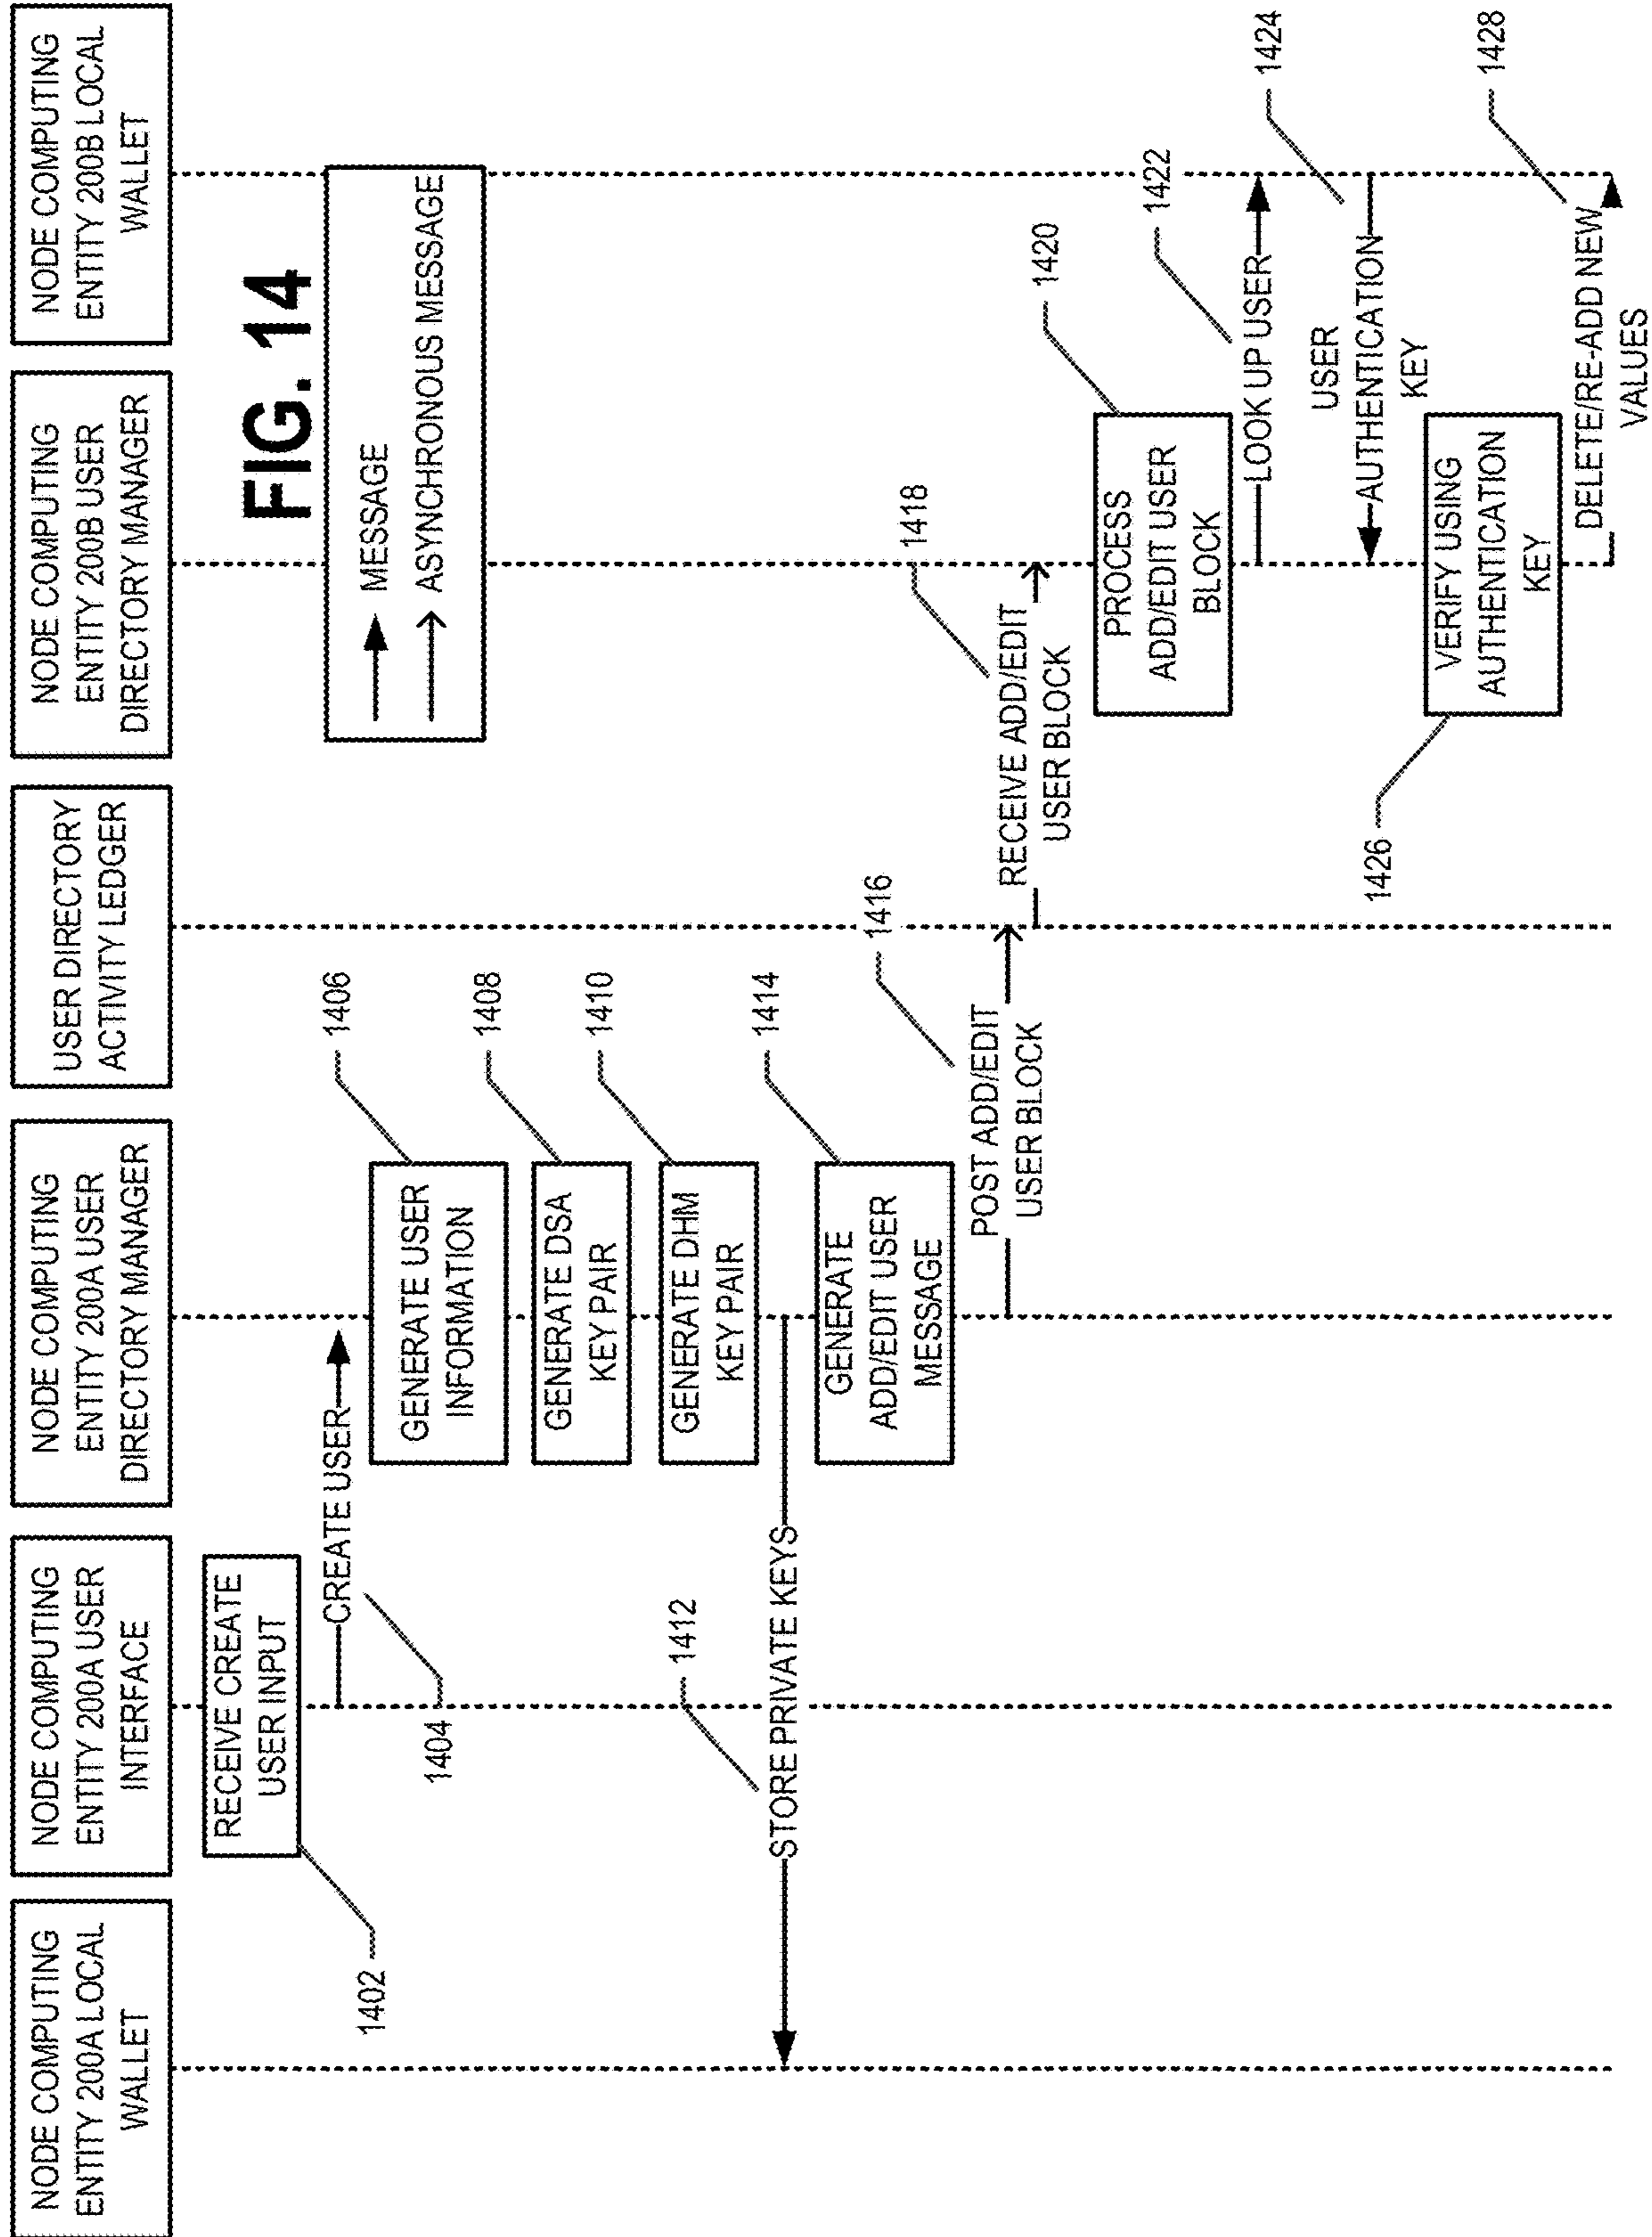 NODE COMPUTING
ENTITY 200A LOCAL
WALLET
NODE COMPUTING
ENTITY 200A USER
INTERFACE
NODE COMPUTING
ENTITY 200A USER
DIRECTORY MANAGER
USER DIRECTORY
ACTIVITY LEDGER
NODE COMPUTING
ENTITY 200B USER
DIRECTORY MANAGER
NODE COMPUTING
ENTITY 200B LOCAL
WALLET
FIG. 14
MESSAGE
ASYNCHRONOUS MESSAGE
RECEIVE CREATE
USER INPUT
1402
CREATE USER
1404
GENERATE USER
INFORMATION
1406
GENERATE DSA
KEY PAIR
1408
GENERATE DHM
KEY PAIR
1410
STORE PRIVATE KEYS
1412
GENERATE
ADD/EDIT USER
MESSAGE
1414
POST ADD/EDIT
USER BLOCK
1416
RECEIVE ADD/EDIT
USER BLOCK
1418
PROCESS
ADD/EDIT USER
BLOCK
1420
LOOK UP USER
1422
USER
AUTHENTICATION
KEY
1424
VERIFY USING
AUTHENTICATION
KEY
1426
DELETE/RE-ADD NEW
VALUES
1428